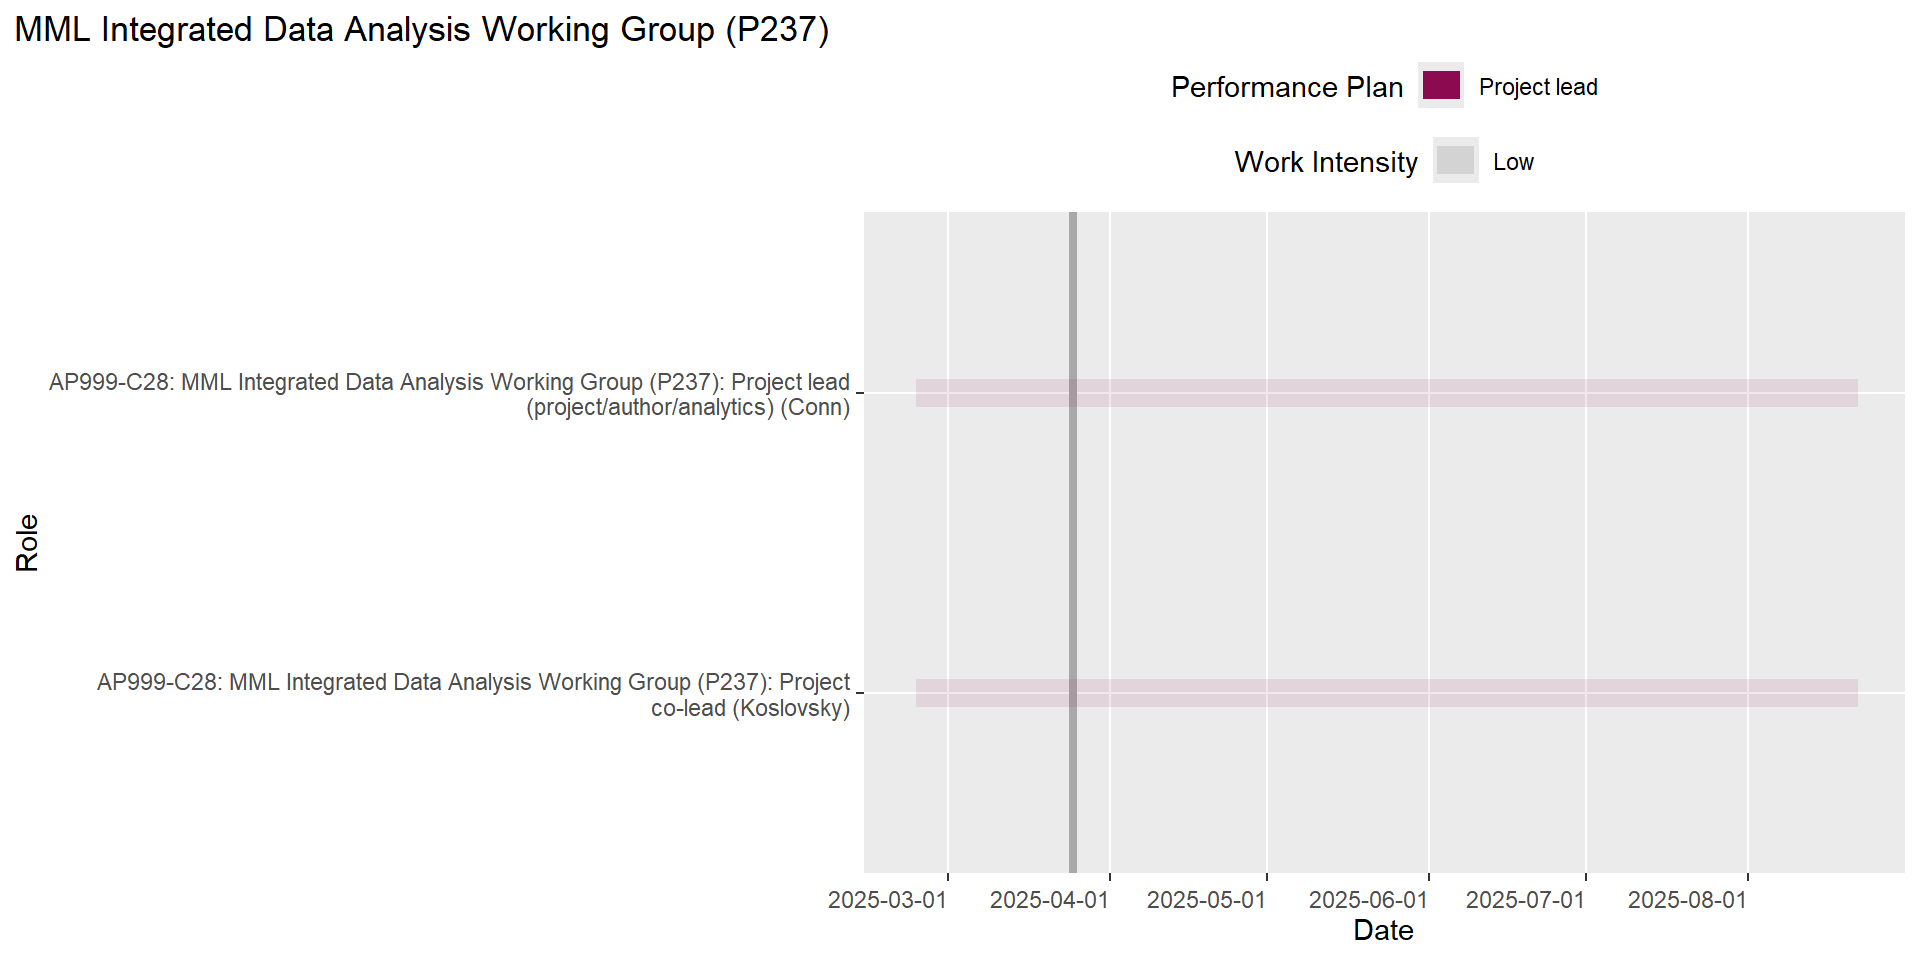 MML Integrated Data Analysis Working Group (P237)
Performance Plan
Project lead
Work Intensity
Low
Role
AP999-C28: MML Integrated Data Analysis Working Group (P237): Project lead
(project/author/analytics) (Conn)
AP999-C28: MML Integrated Data Analysis Working Group (P237): Project
co-lead (Koslovsky)
2025-03-01
2025-04-01
2025-05-01
2025-06-01
2025-07-01
2025-08-01
Date